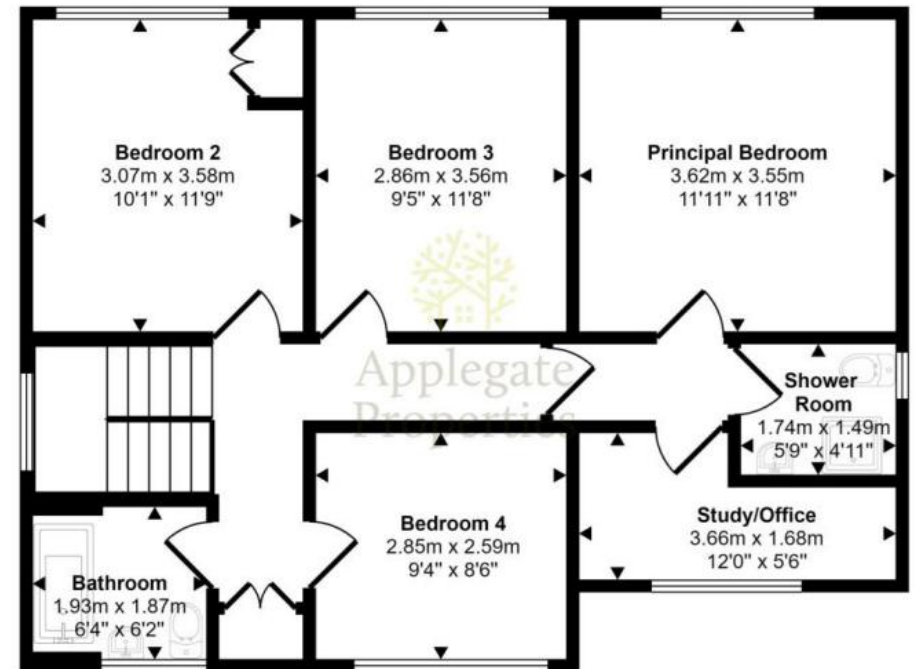 Bedroom 2
3.07m x 3.58m
10'1" x 11'9"
Bedroom 3
2.86m x 3.56m
9'5" x 11'8"
Principal Bedroom
3.62m x 3.55m
11'11" x 11'8"
Applegate
Properties
Shower
Room
1.74m x 1.49m
5'9" x 4'11"
Bedroom 4
2.85m x 2.59m
9'4" x 8'6"
Study/Office
3.66m x 1.68m
12'0" x 5'6"
Bathroom
1.93m x 1.87m
6'4" x 6'2"